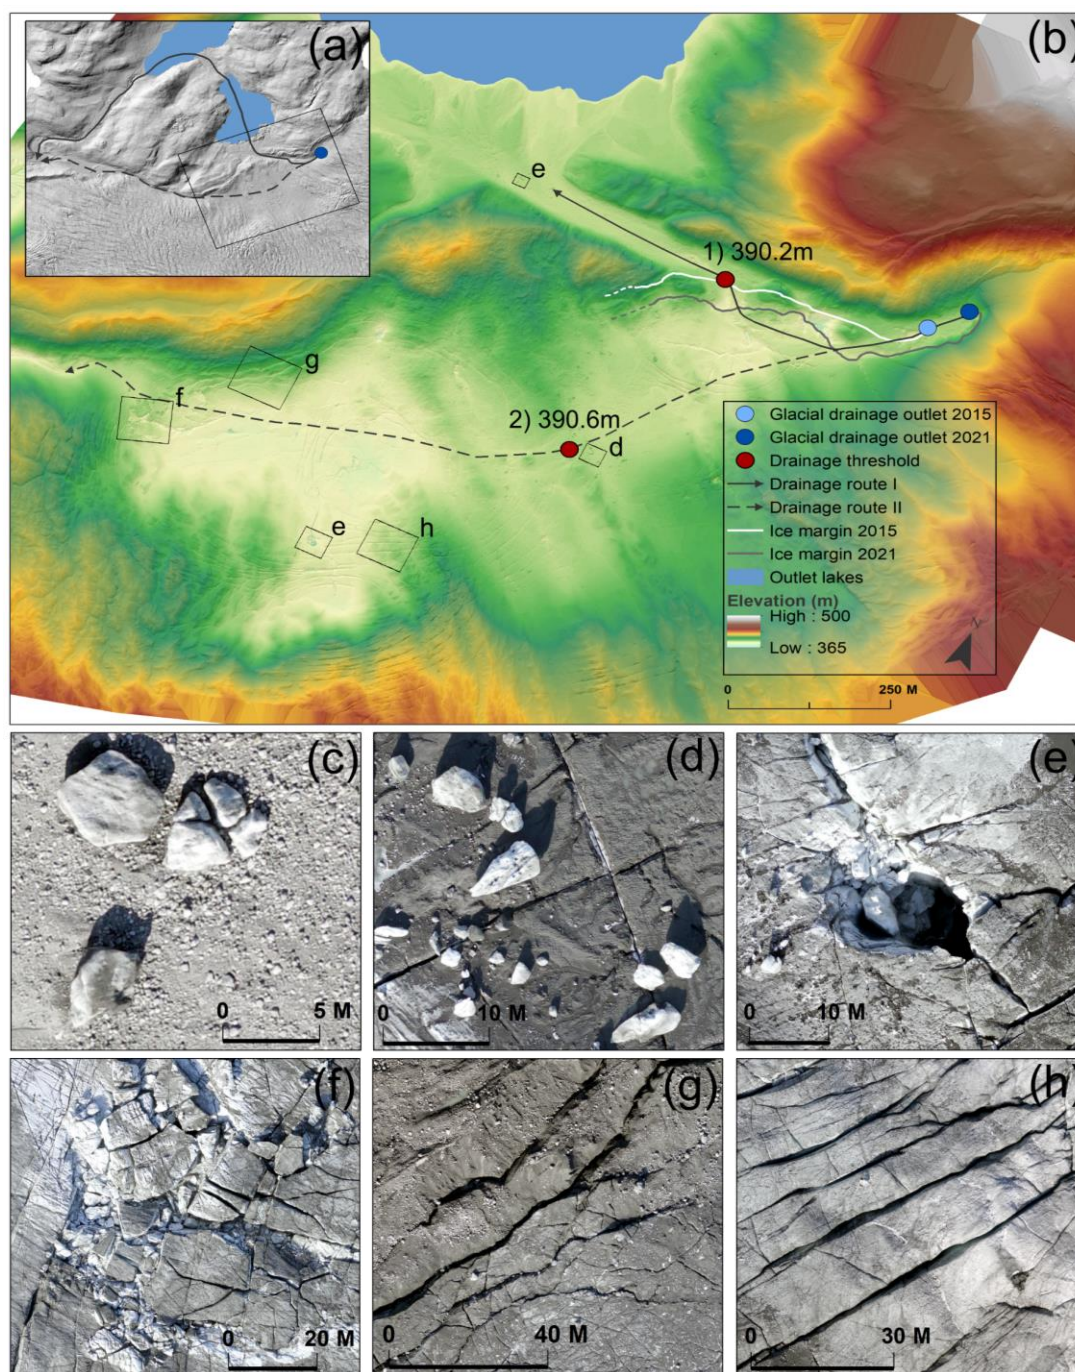 (a)
(b)
e
1) 390.2m
g
f
2) 390.6m
d
e
h
Glacial drainage outlet 2015
Glacial drainage outlet 2021
Drainage threshold
Drainage route I
Drainage route II
Ice margin 2015
Ice margin 2021
Outlet lakes
Elevation (m)
High : 500
Low : 365
N
0 250 M
(c)
0 5 M
(d)
0 10 M
(e)
0 10 M
(f)
0 20 M
(g)
0 40 M
(h)
0 30 M